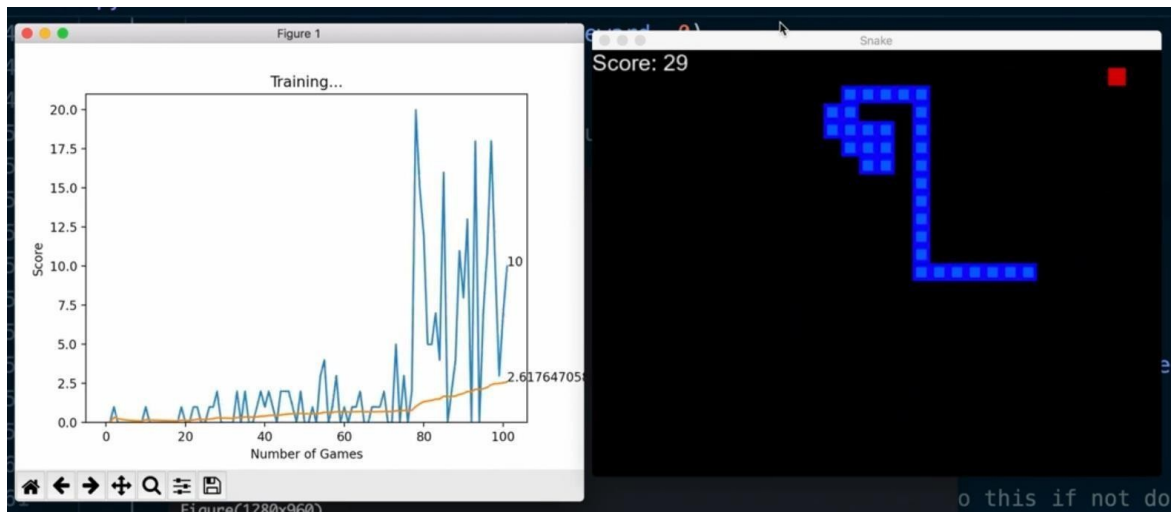 Figure 1
Training...
Score
20.0
17.5
15.0
12.5
10.0
7.5
5.0
2.5
0.0
10
2.617647058
0 20 40 60 80 100
Number of Games
Snake
Score: 29
Figure(1280x960)
o this if not do